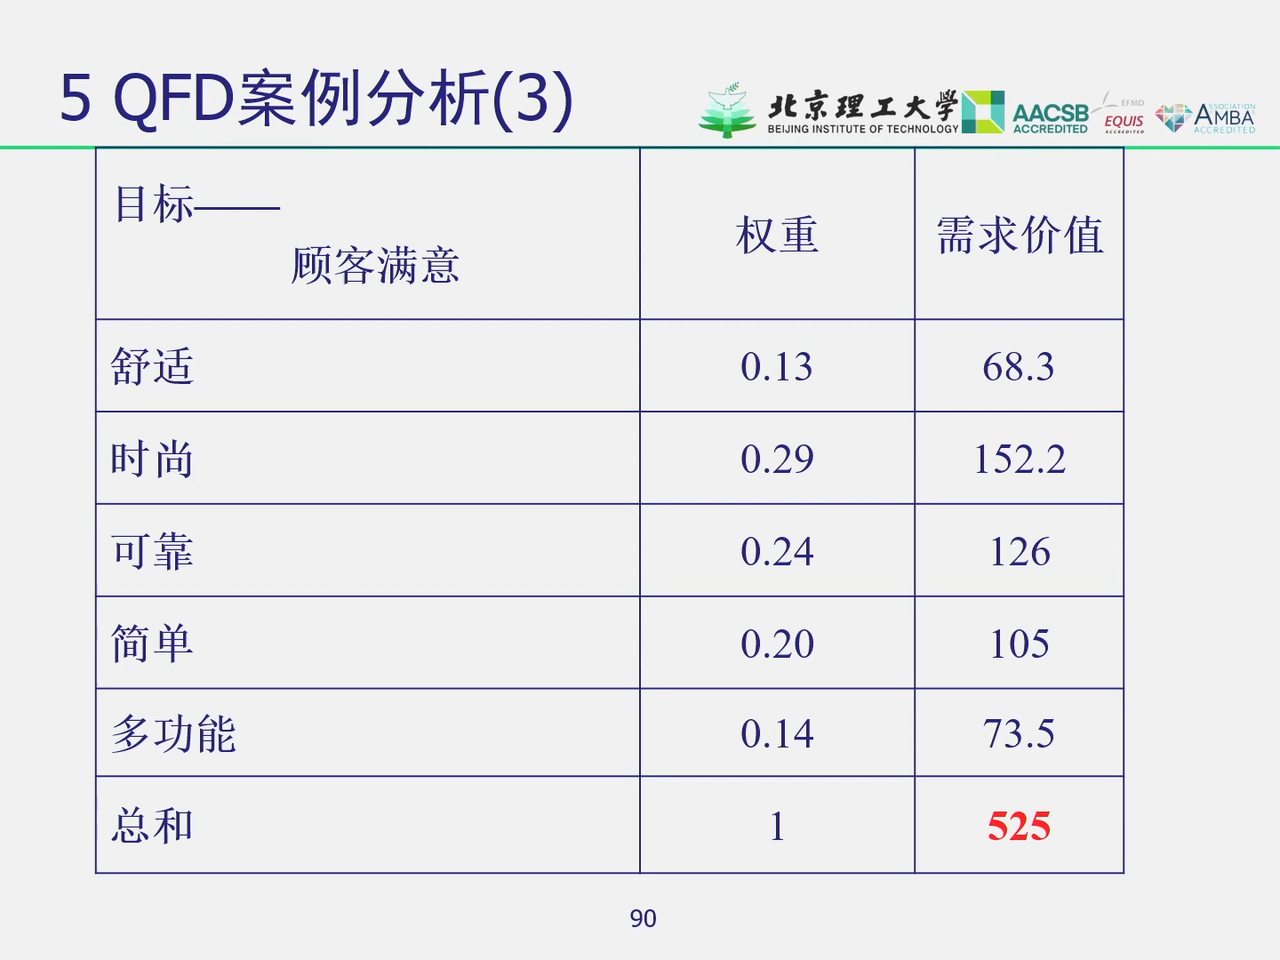 5 QFD案例分析(3)
北京理工大学
BEIJING INSTITUTE OF TECHNOLOGY
AACSB
ACCREDITED
EFMD
EQUIS
ACCREDITED
ASSOCIATION
AMBA
ACCREDITED
目标——
顾客满意
权重
需求价值
舒适
0.13
68.3
时尚
0.29
152.2
可靠
0.24
126
简单
0.20
105
多功能
0.14
73.5
总和
1
525
90